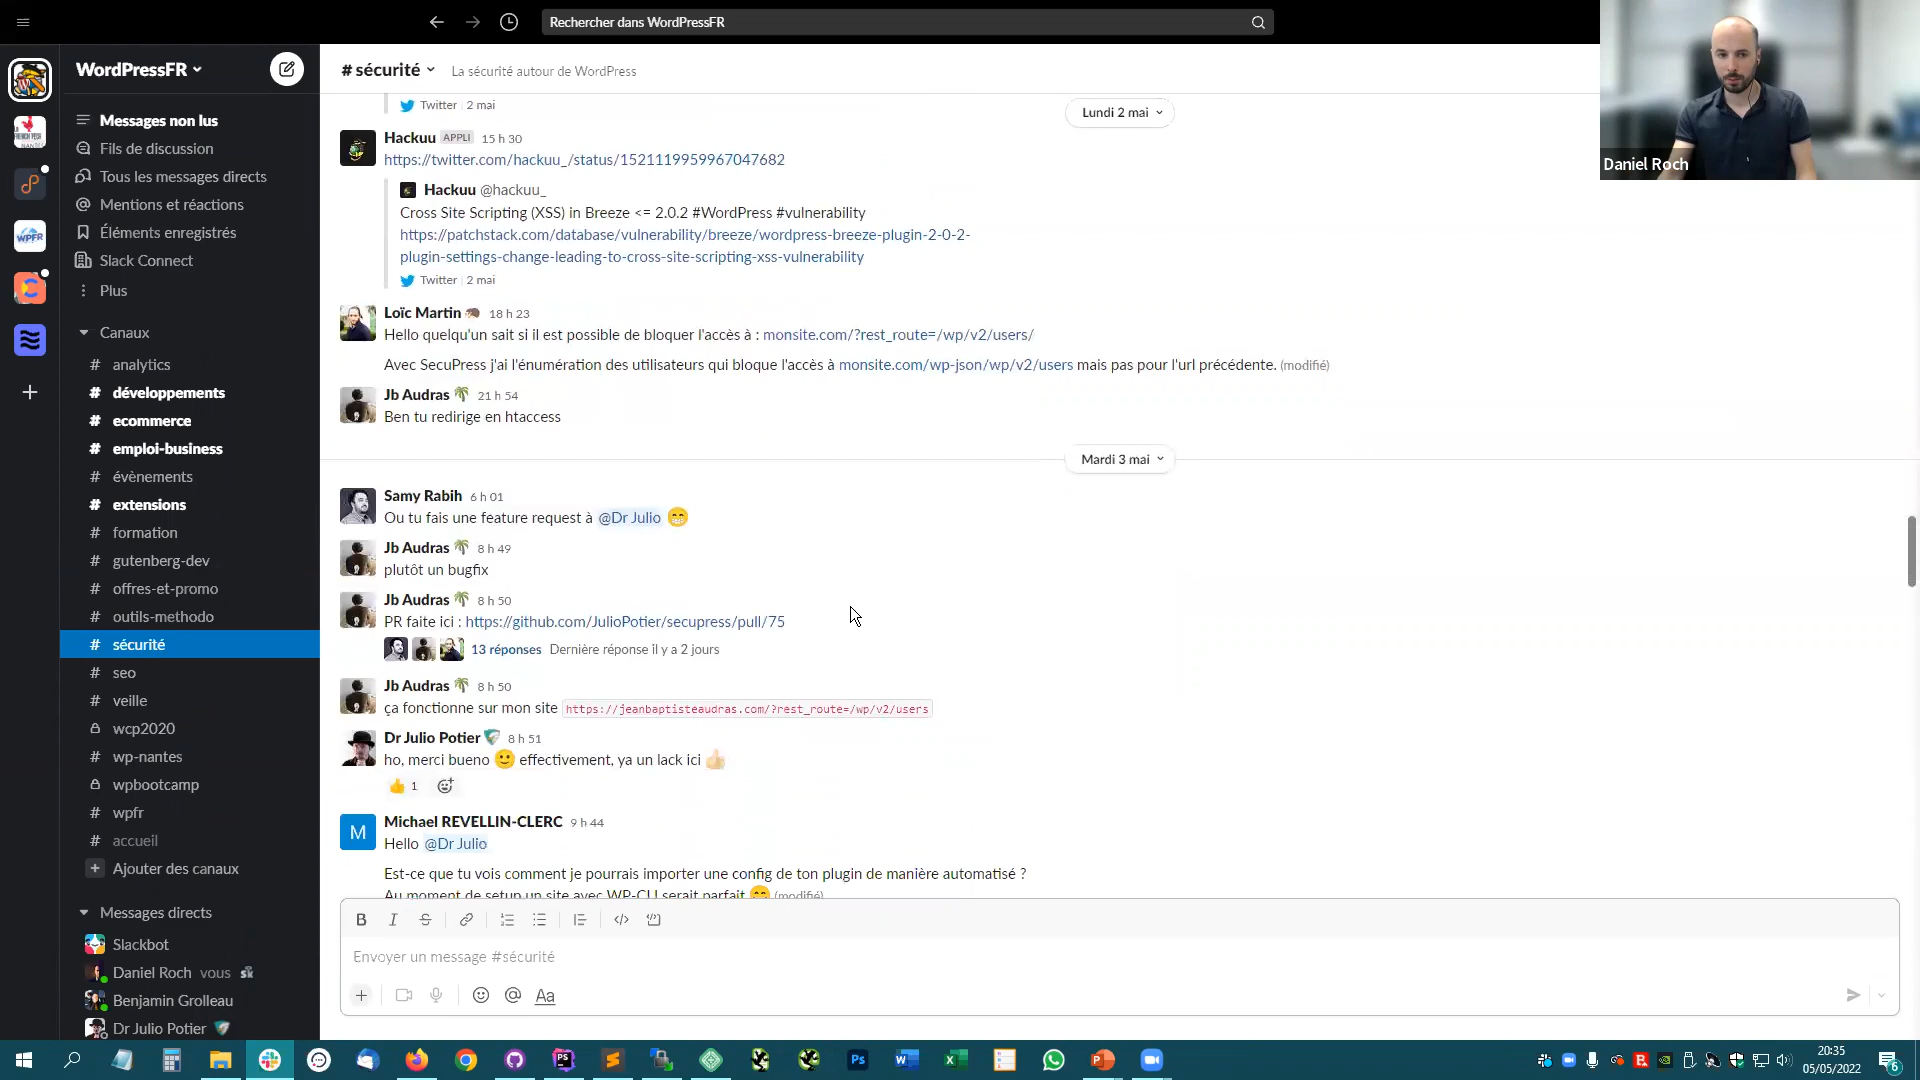 Rechercher dans WordPressFR
WordPressFR
# sécurité
La sécurité autour de WordPress
Daniel Roch
Messages non lus
Fils de discussion
Tous les messages directs
Mentions et réactions
Éléments enregistrés
Slack Connect
Plus
Canaux
# analytics
# développements
# ecommerce
# emploi-business
# évènements
# extensions
# formation
# gutenberg-dev
# offres-et-promo
# outils-methodo
# sécurité
# seo
# veille
wcp2020
# wp-nantes
wpbootcamp
# wpfr
# accueil
+ Ajouter des canaux
Messages directs
Slackbot
Daniel Roch vous
Benjamin Grolleau
Dr Julio Potier
WPFR
Twitter | 2 mai
Lundi 2 mai
Hackuu APPLI 15 h 30
https://twitter.com/hackuu_/status/1521119959967047682
Hackuu @hackuu_
Cross Site Scripting (XSS) in Breeze <= 2.0.2 #WordPress #vulnerability
https://patchstack.com/database/vulnerability/breeze/wordpress-breeze-plugin-2-0-2-
plugin-settings-change-leading-to-cross-site-scripting-xss-vulnerability
Twitter | 2 mai
Loïc Martin 18 h 23
Hello quelqu'un sait si il est possible de bloquer l'accès à : monsite.com/?rest_route=/wp/v2/users/
Avec SecuPress j'ai l'énumération des utilisateurs qui bloque l'accès à monsite.com/wp-json/wp/v2/users mais pas pour l'url précédente. (modifié)
Jb Audras 21 h 54
Ben tu redirige en htaccess
Mardi 3 mai
Samy Rabih 6 h 01
Ou tu fais une feature request à @Dr Julio
Jb Audras 8 h 49
plutôt un bugfix
Jb Audras 8 h 50
PR faite ici : https://github.com/JulioPotier/secupress/pull/75
13 réponses Dernière réponse il y a 2 jours
Jb Audras 8 h 50
ça fonctionne sur mon site https://jeanbaptisteaudras.com/?rest_route=/wp/v2/users
Dr Julio Potier 8 h 51
ho, merci bueno effectivement, ya un lack ici
1
M
Michael REVELLIN-CLERC 9 h 44
Hello @Dr Julio
Est-ce que tu vois comment je pourrais importer une config de ton plugin de manière automatisé ?
Au moment de setup un site avec WP-CLI serait parfait (modifié)
B I S
Envoyer un message #sécurité
Aa
20:35
05/05/2022